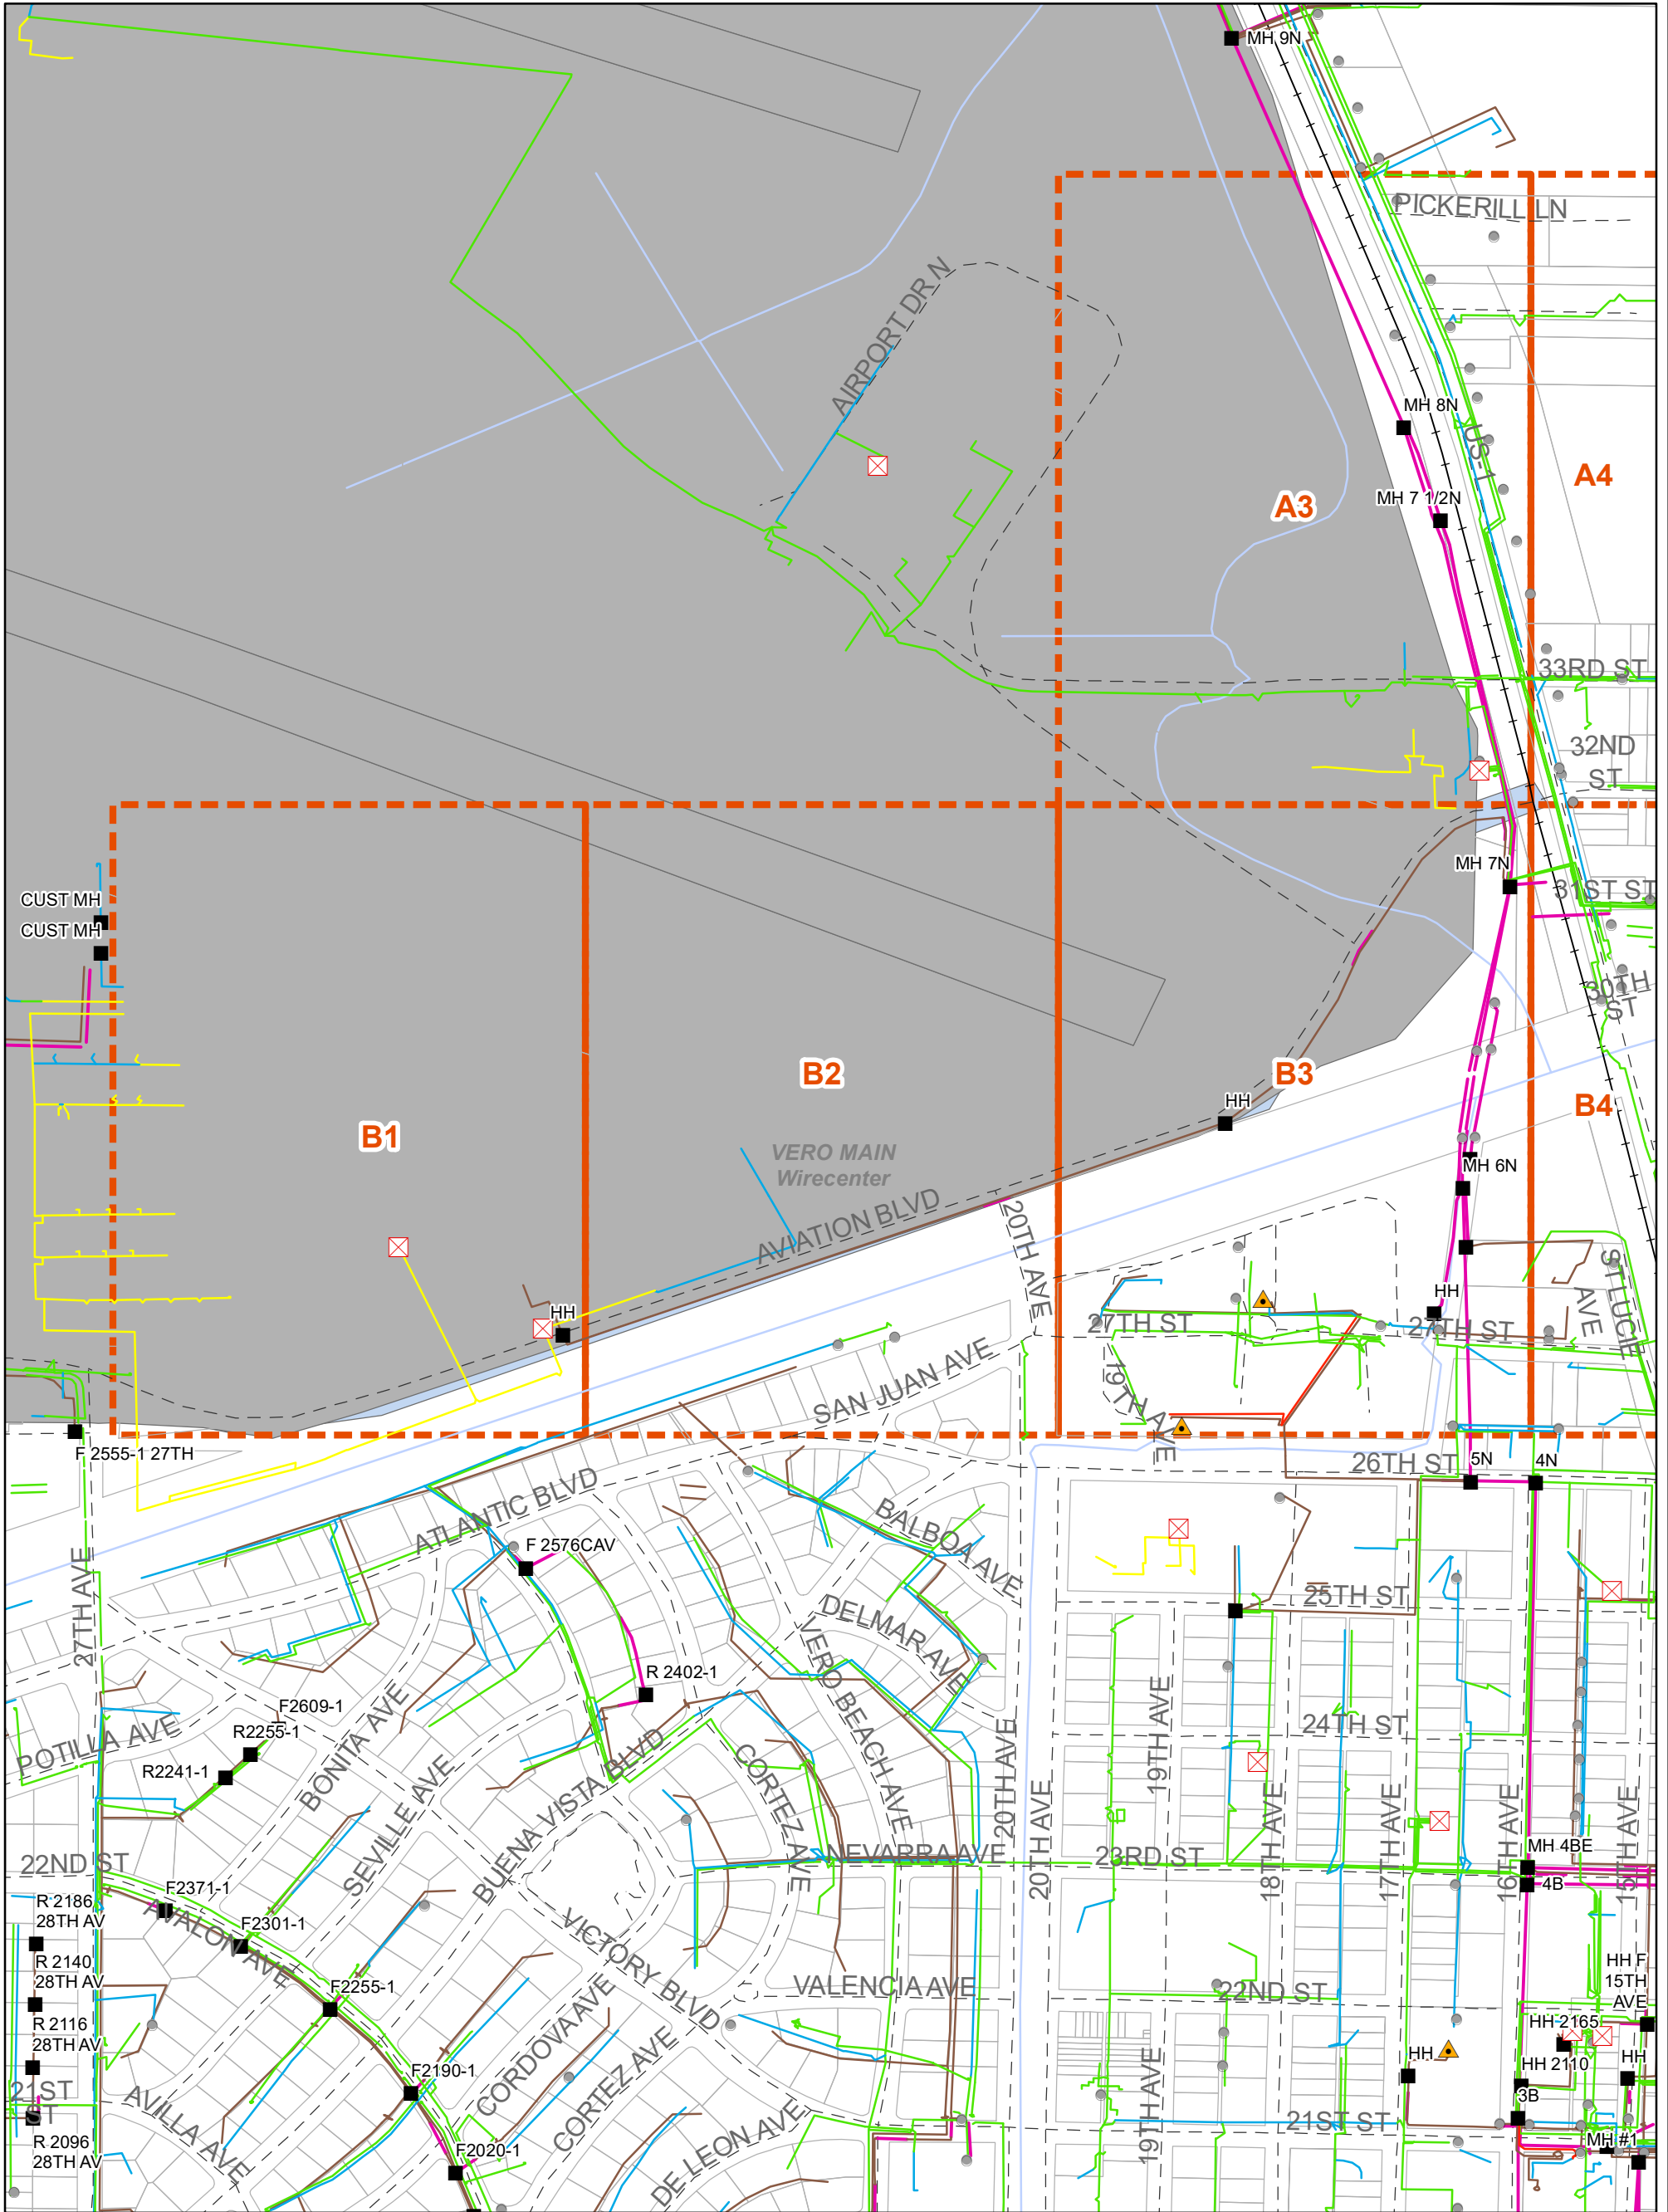 MH 9N
PICKERILL LN
AIRPORT DR N
MH 8N
US-1
A4
A3
MH 7 1/2N
33RD ST
32ND
ST
MH 7N
31ST ST
CUST MH
CUST MH
30TH
ST
B2
B3
HH
B4
B1
VERO MAIN
Wirecenter
MH 6N
AVIATION BLVD
20TH AVE
ST LUCIE
AVE
HH
HH
27TH ST
27TH ST
SAN JUAN AVE
19TH AVE
F 2555-1 27TH
26TH ST
5N
4N
ATLANTIC BLVD
BALBOA AVE
F 2576CAV
25TH ST
27TH AVE
DELMAR AVE
VERO BEACH AVE
R 2402-1
F2609-1
R2255-1
POTILLA AVE
R2241-1
BONITA AVE
24TH ST
19TH AVE
20TH AVE
20TH AVE
SEVILLE AVE
BUENA VISTA BLVD
CORTEZ AVE
18TH AVE
17TH AVE
16TH AVE
15TH AVE
NEVARRA AVE
23RD ST
MH 4BE
4B
22ND ST
F2371-1
R 2186
28TH AV
AVALON AVE
F2301-1
VICTORY BLVD
R 2140
28TH AV
HH F
15TH
AVE
F2255-1
VALENCIA AVE
22ND ST
CORDOVA AVE
R 2116
28TH AV
HH 2165
HH
HH 2110
HH
F2190-1
CORTEZ AVE
19TH AVE
21ST
ST
AVILLA AVE
3B
21ST ST
DE LEON AVE
R 2096
28TH AV
F2020-1
MH #1